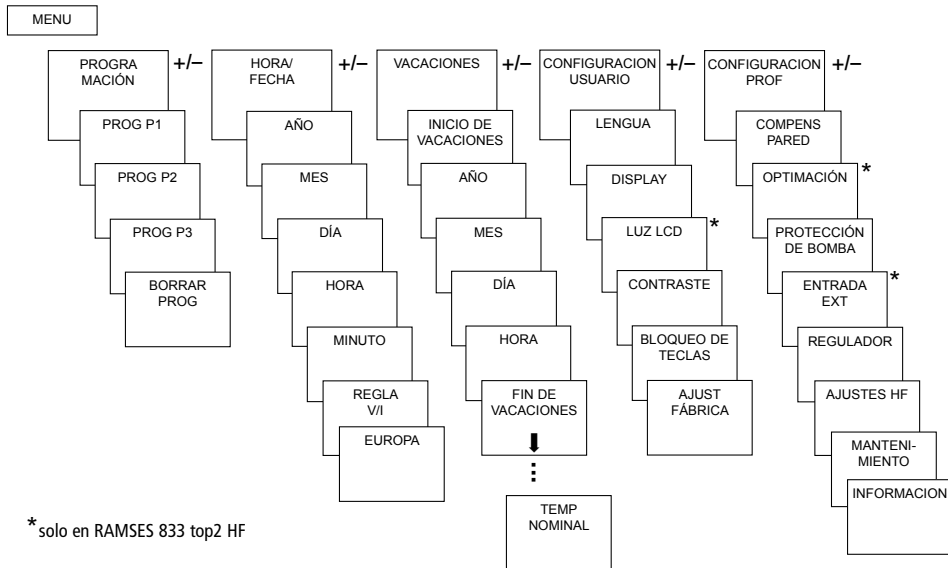 MENU
PROGRA
MACIÓN
+/–
PROG P1
PROG P2
PROG P3
BORRAR
PROG
HORA/
FECHA
+/–
AÑO
MES
DÍA
HORA
MINUTO
REGLA
V/I
EUROPA
VACACIONES
+/–
INICIO DE
VACACIONES
AÑO
MES
DÍA
HORA
FIN DE
VACACIONES
TEMP
NOMINAL
CONFIGURACION
USUARIO
+/–
LENGUA
DISPLAY
LUZ LCD
*
CONTRASTE
BLOQUEO DE
TECLAS
AJUST
FÁBRICA
CONFIGURACION
PROF
+/–
COMPENS
PARED
OPTIMACIÓN
*
PROTECCIÓN
DE BOMBA
ENTRADA
EXT
*
REGULADOR
AJUSTES HF
MANTENI-
MIENTO
INFORMACION
*solo en RAMSES 833 top2 HF